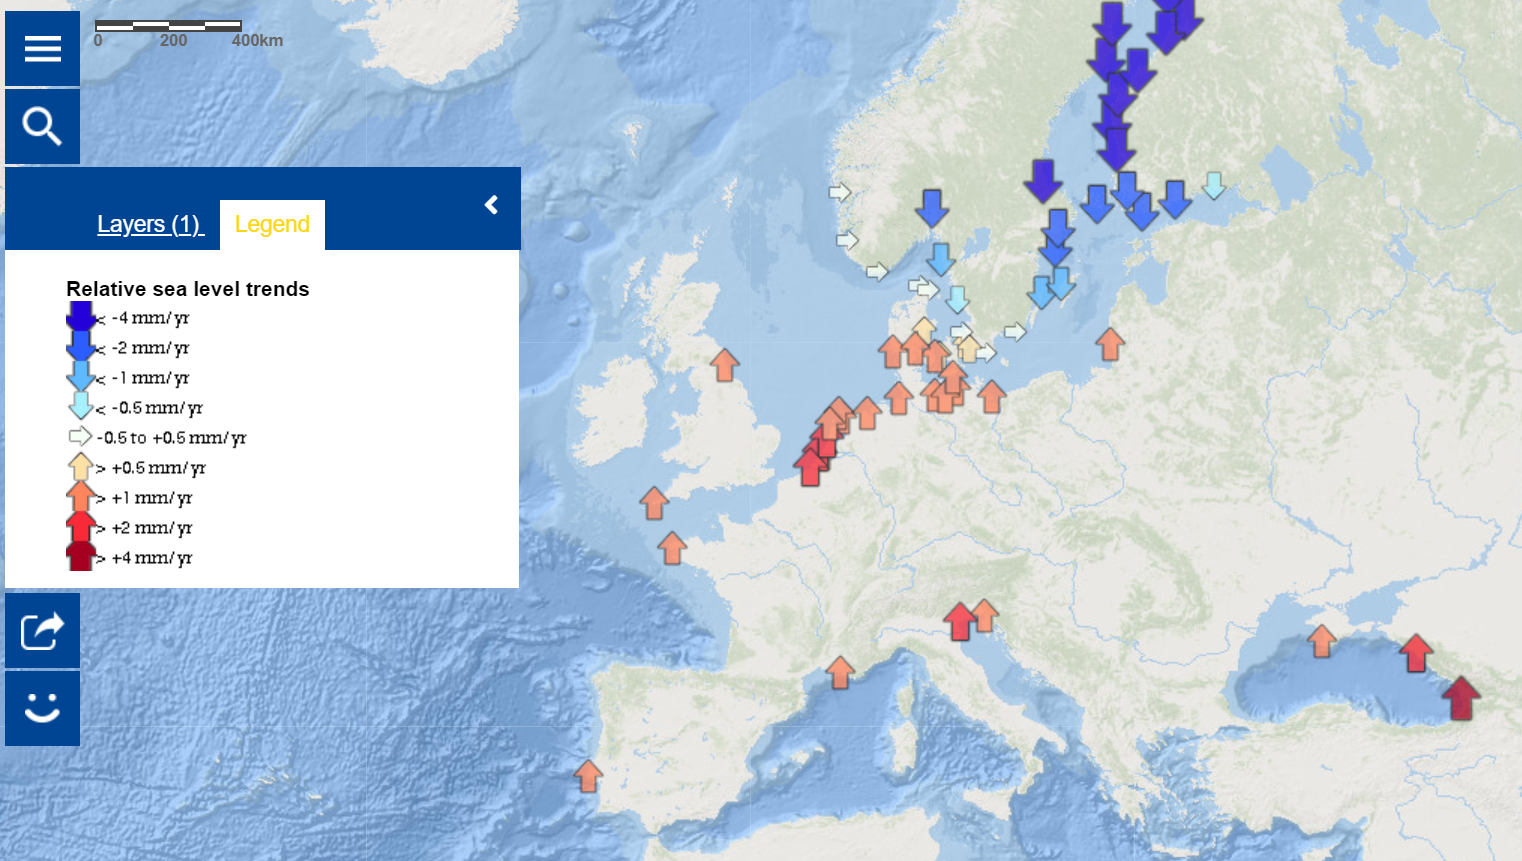 0 200 400km
Layers (1) Legend
Relative sea level trends
< -4 mm/yr
< -2 mm/yr
< -1 mm/yr
< -0.5 mm/yr
-0.5 to +0.5 mm/yr
> +0.5 mm/yr
> +1 mm/yr
> +2 mm/yr
> +4 mm/yr